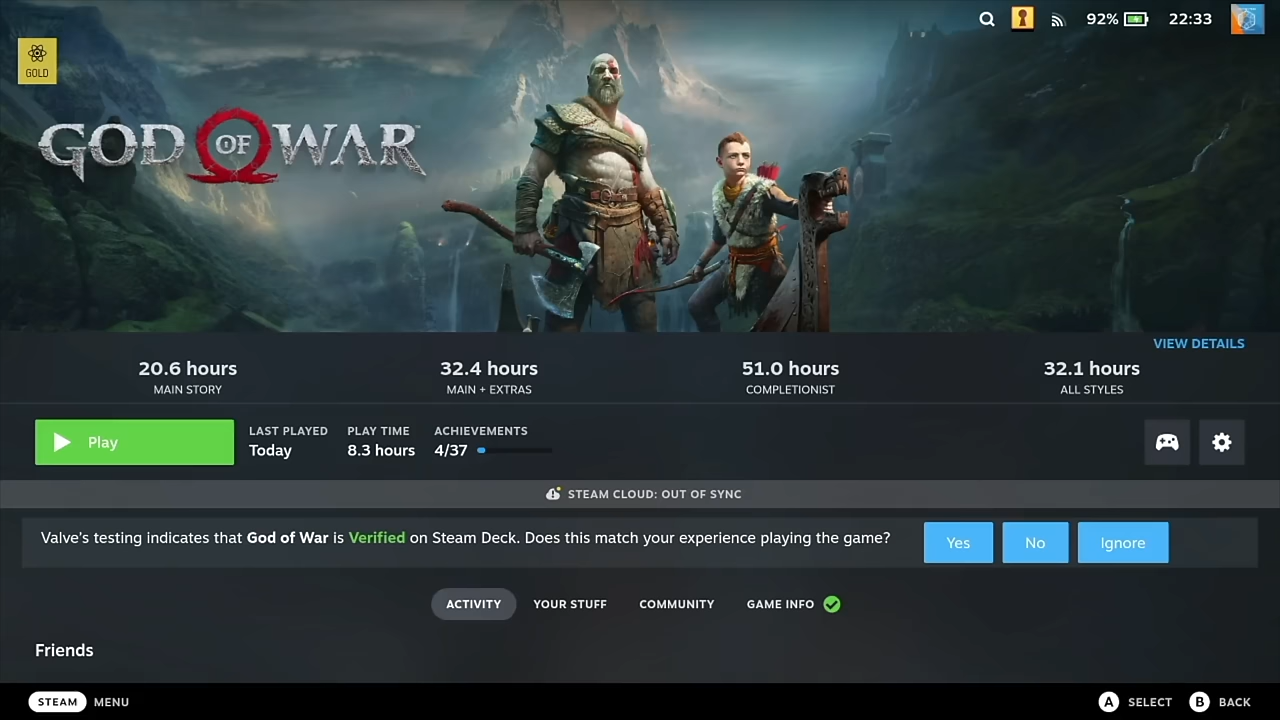 92% 22:33
GOLD
GOD OF WAR
VIEW DETAILS
20.6 hours 32.4 hours 51.0 hours 32.1 hours
MAIN STORY MAIN + EXTRAS COMPLETIONIST ALL STYLES
Play
LAST PLAYED PLAY TIME ACHIEVEMENTS
Today 8.3 hours 4/37
STEAM CLOUD: OUT OF SYNC
Valve's testing indicates that God of War is Verified on Steam Deck. Does this match your experience playing the game? Yes No Ignore
ACTIVITY YOUR STUFF COMMUNITY GAME INFO
Friends
STEAM MENU A SELECT B BACK